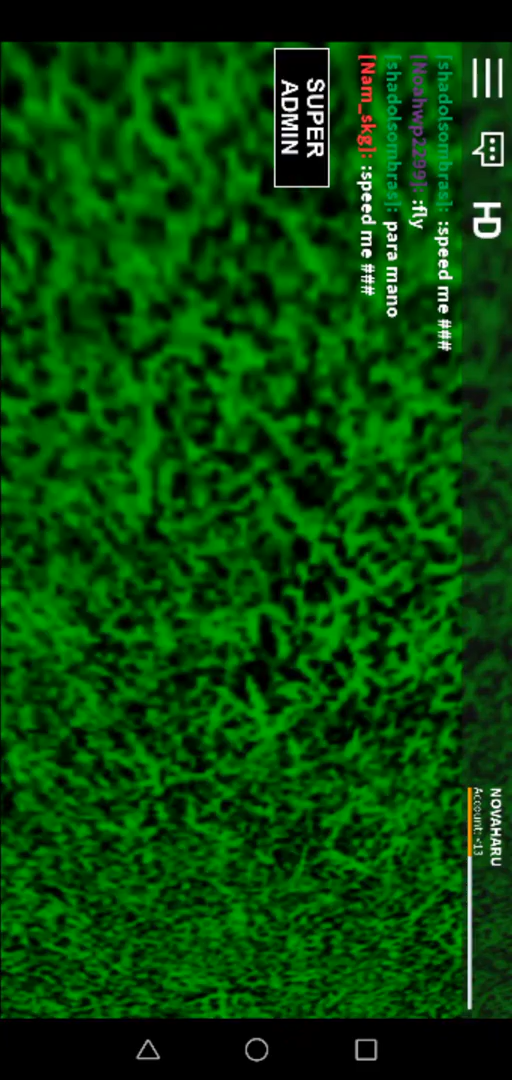 HD
[shadolsombras]: :speed me ###
[Noahwp2299]: :fly
[shadolsombras]: para mano
[Nam_skg]: :speed me ###
SUPER
ADMIN
NOVAHARU
Account: <13